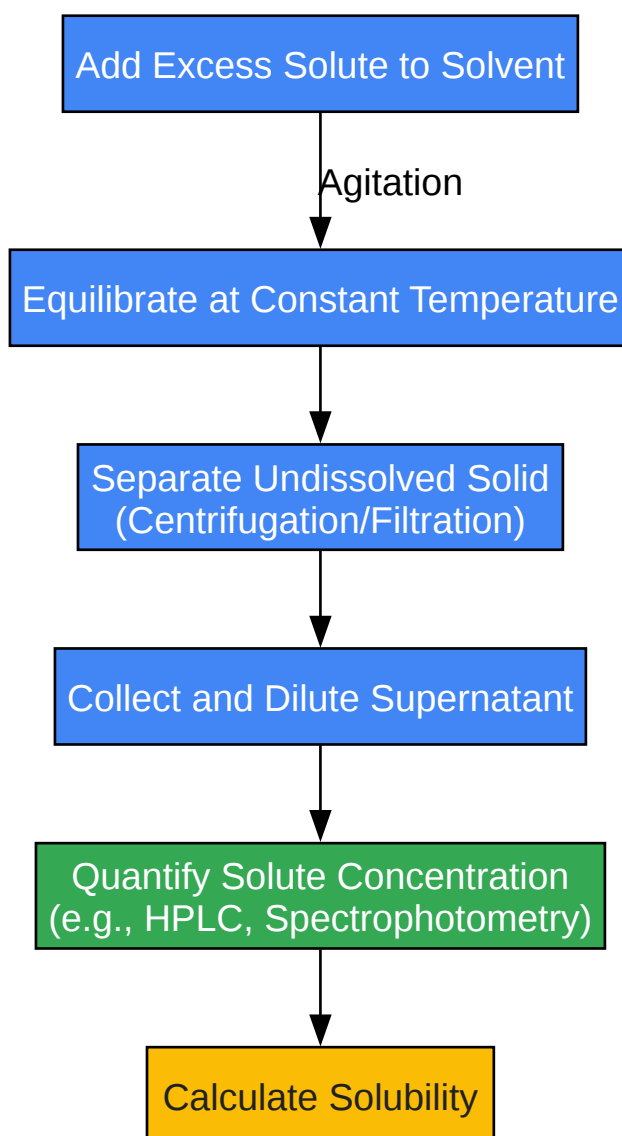 Add Excess Solute to Solvent
Agitation
Equilibrate at Constant Temperature
Separate Undissolved Solid
(Centrifugation/Filtration)
Collect and Dilute Supernatant
Quantify Solute Concentration
(e.g., HPLC, Spectrophotometry)
Calculate Solubility